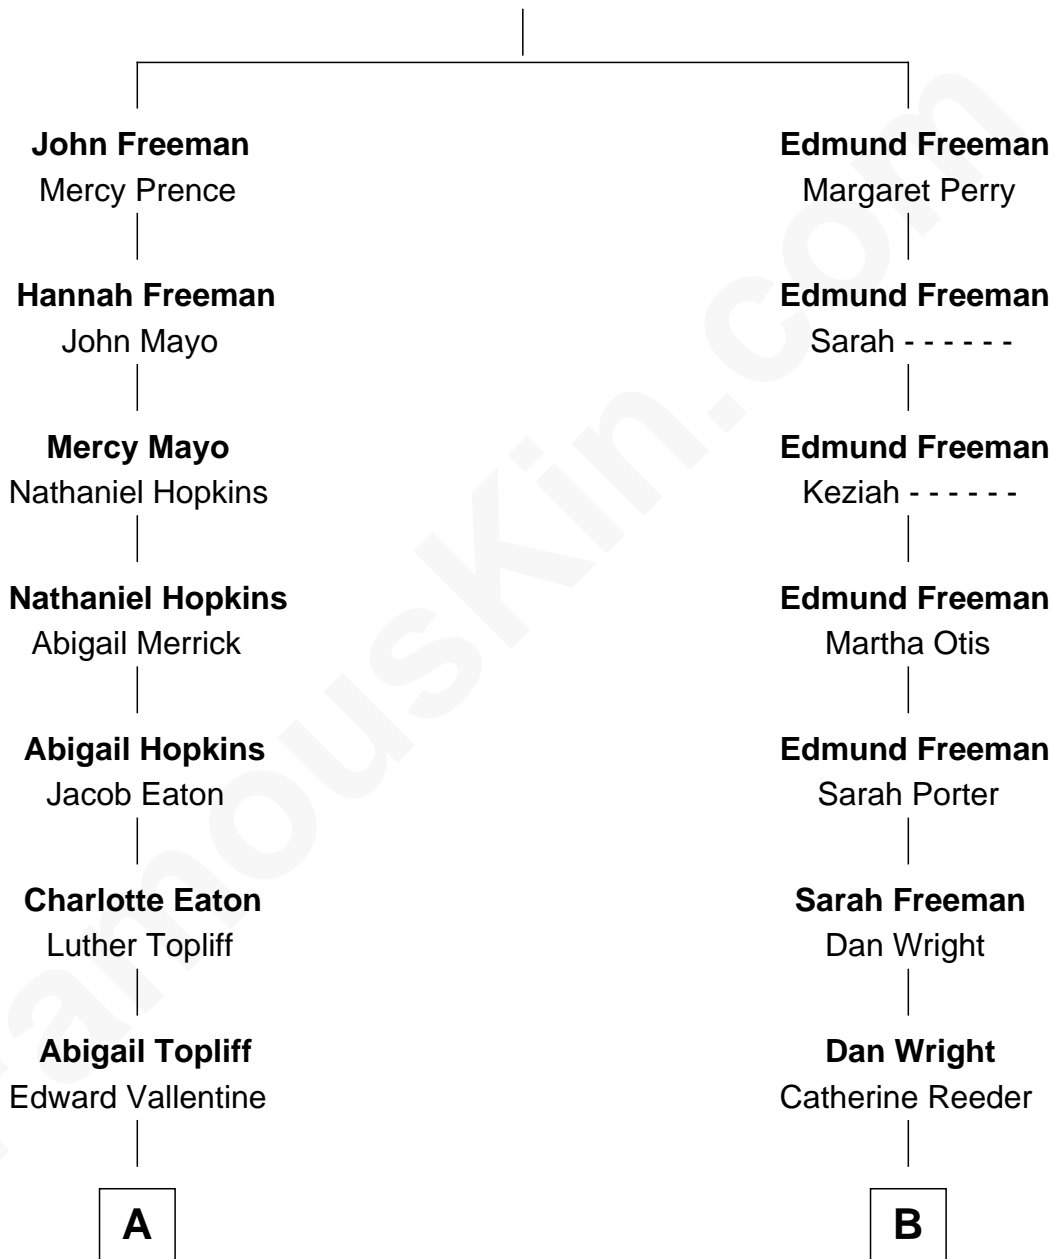 John Freeman
Mercy Prence
Hannah Freeman
John Mayo
Mercy Mayo
Nathaniel Hopkins
Nathaniel Hopkins
Abigail Merrick
Abigail Hopkins
Jacob Eaton
Charlotte Eaton
Luther Topliff
Abigail Topliff
Edward Vallentine
A
Edmund Freeman
Margaret Perry
Edmund Freeman
Sarah - - - - - -
Edmund Freeman
Keziah - - - - - -
Edmund Freeman
Martha Otis
Edmund Freeman
Sarah Porter
Sarah Freeman
Dan Wright
Dan Wright
Catherine Reeder
B
FamousKin.com